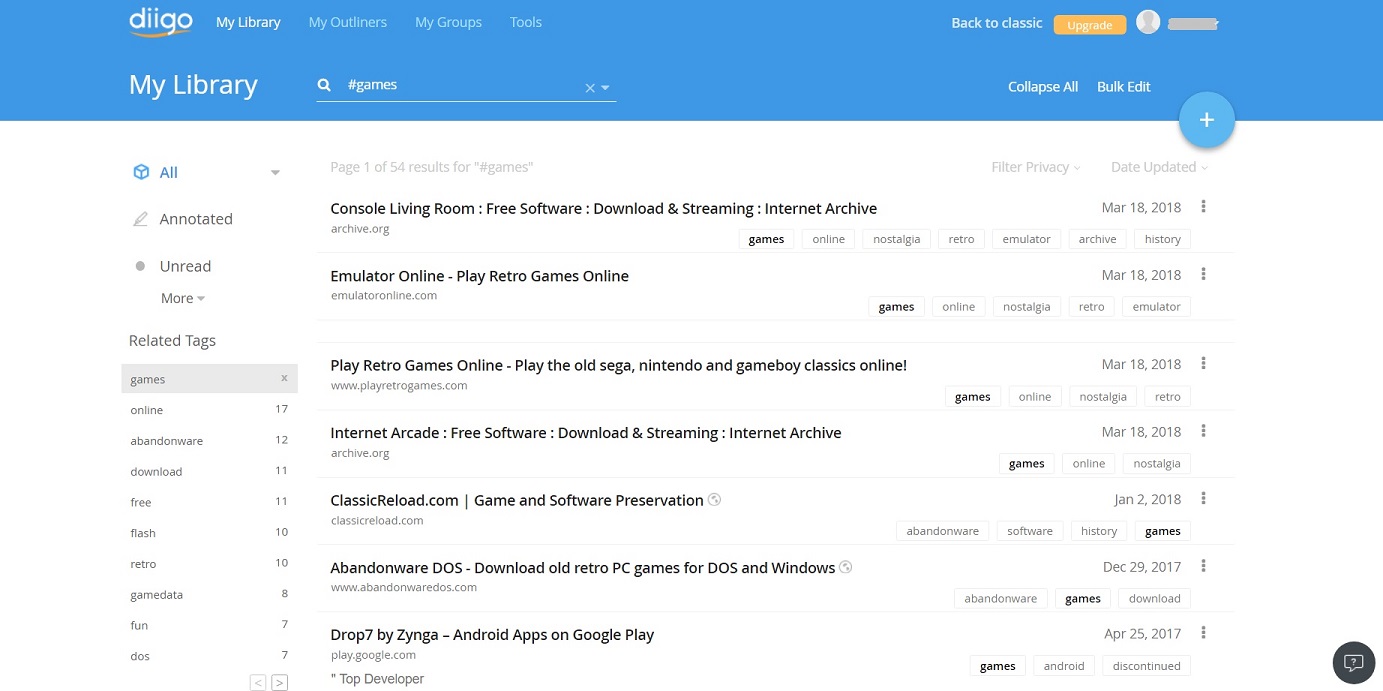 diigo My Library My Outliners My Groups Tools Back to classic Upgrade
My Library #games × Collapse All Bulk Edit
+
All
Annotated
Unread
More
Related Tags
games x
online 17
abandonware 12
download 11
free 11
flash 10
retro 10
gamedata 8
fun 7
dos 7
< >
Page 1 of 54 results for "#games" Filter Privacy Date Updated
Console Living Room : Free Software : Download & Streaming : Internet Archive Mar 18, 2018
archive.org
games online nostalgia retro emulator archive history
Emulator Online - Play Retro Games Online Mar 18, 2018
emulatoronline.com
games online nostalgia retro emulator
Play Retro Games Online - Play the old sega, nintendo and gameboy classics online! Mar 18, 2018
www.playretrogames.com
games online nostalgia retro
Internet Arcade : Free Software : Download & Streaming : Internet Archive Mar 18, 2018
archive.org
games online nostalgia
ClassicReload.com | Game and Software Preservation Jan 2, 2018
classicreload.com
abandonware software history games
Abandonware DOS - Download old retro PC games for DOS and Windows Dec 29, 2017
www.abandonwaredos.com
abandonware games download
Drop7 by Zynga – Android Apps on Google Play Apr 25, 2017
play.google.com
games android discontinued
" Top Developer
?